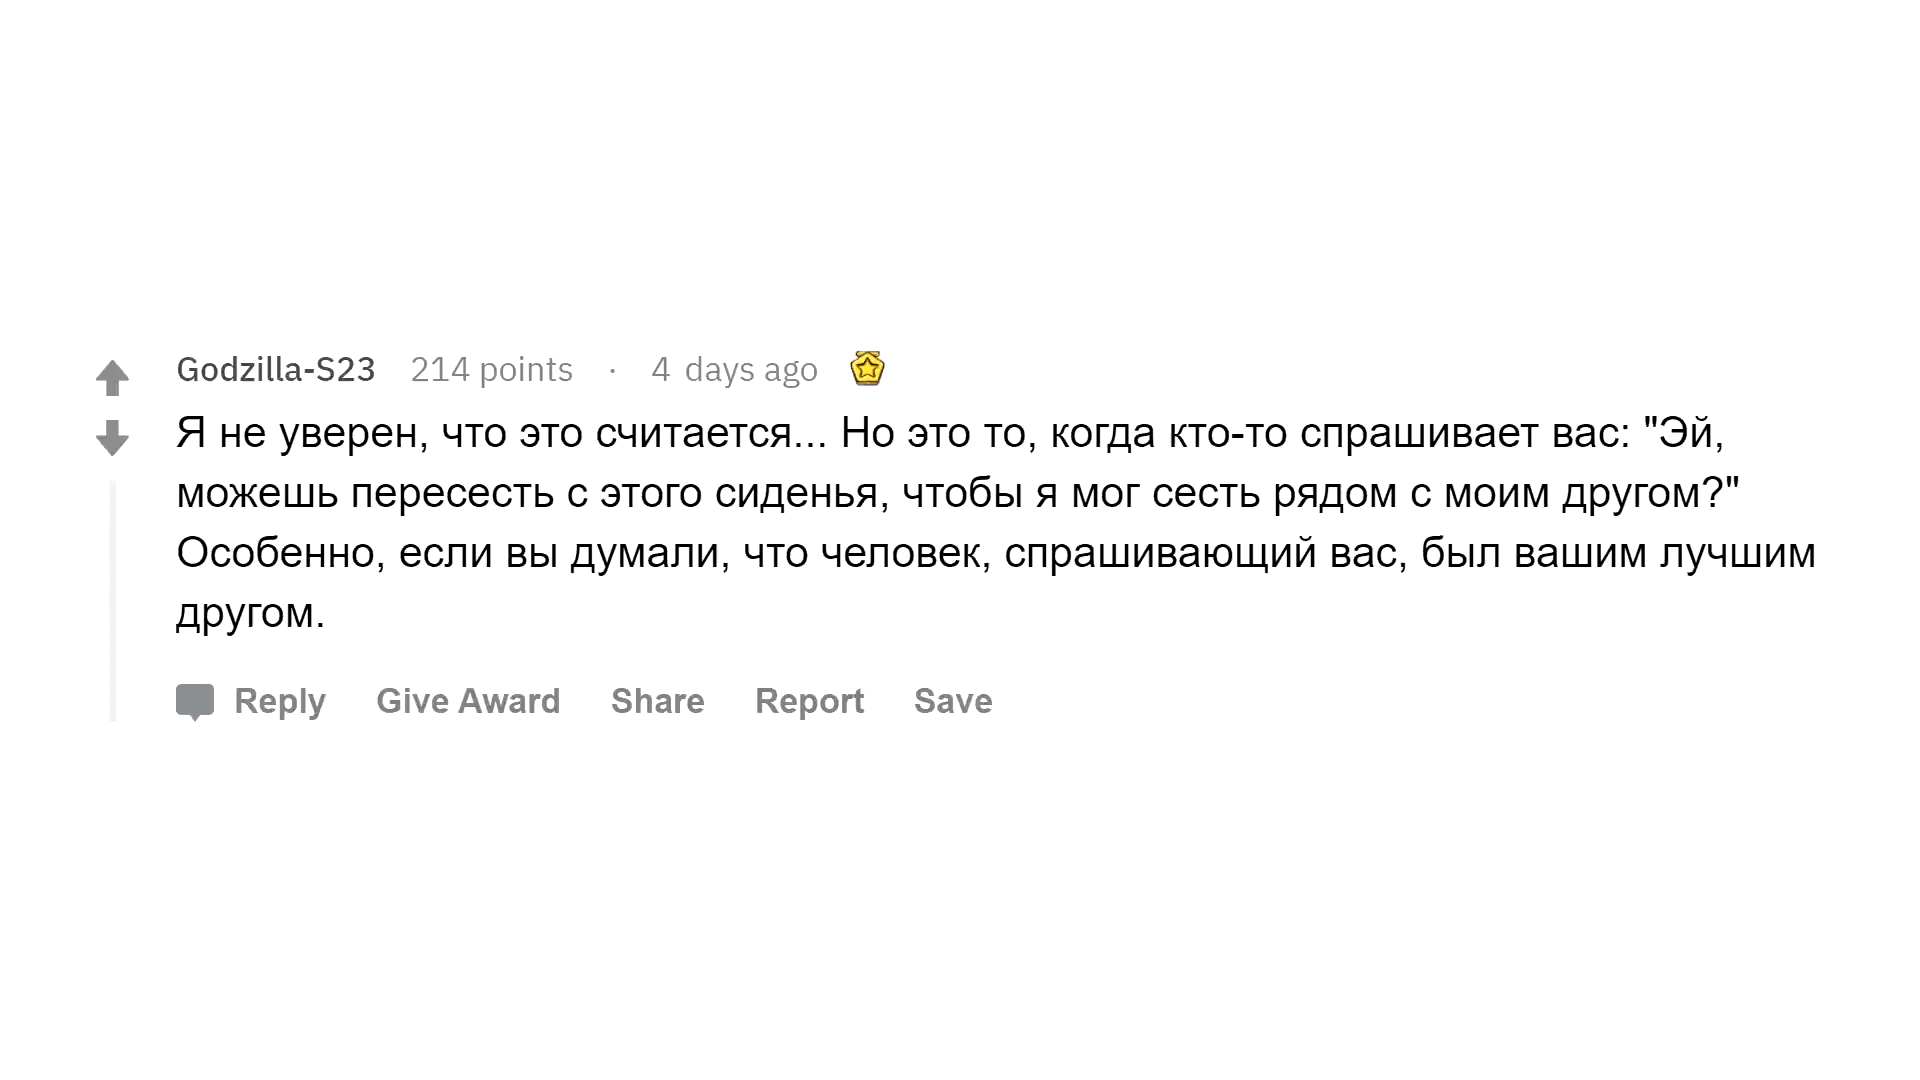 Godzilla-S23 214 points · 4 days ago
Я не уверен, что это считается... Но это то, когда кто-то спрашивает вас: "Эй,
можешь пересесть с этого сиденья, чтобы я мог сесть рядом с моим другом?"
Особенно, если вы думали, что человек, спрашивающий вас, был вашим лучшим
другом.
Reply Give Award Share Report Save